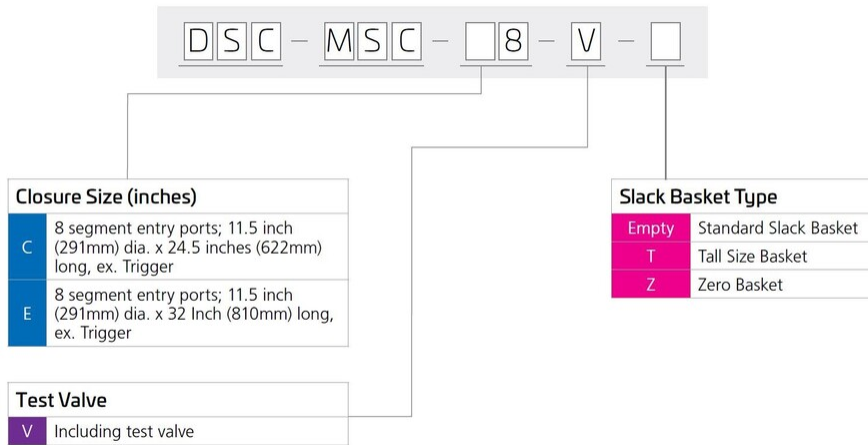 DSC - MSC - 8 - V -
Closure Size (inches)
C
8 segment entry ports; 11.5 inch
(291mm) dia. x 24.5 inches (622mm)
long, ex. Trigger
E
8 segment entry ports; 11.5 inch
(291mm) dia. x 32 Inch (810mm) long,
ex. Trigger
Test Valve
V Including test valve
Slack Basket Type
Empty Standard Slack Basket
T Tall Size Basket
Z Zero Basket